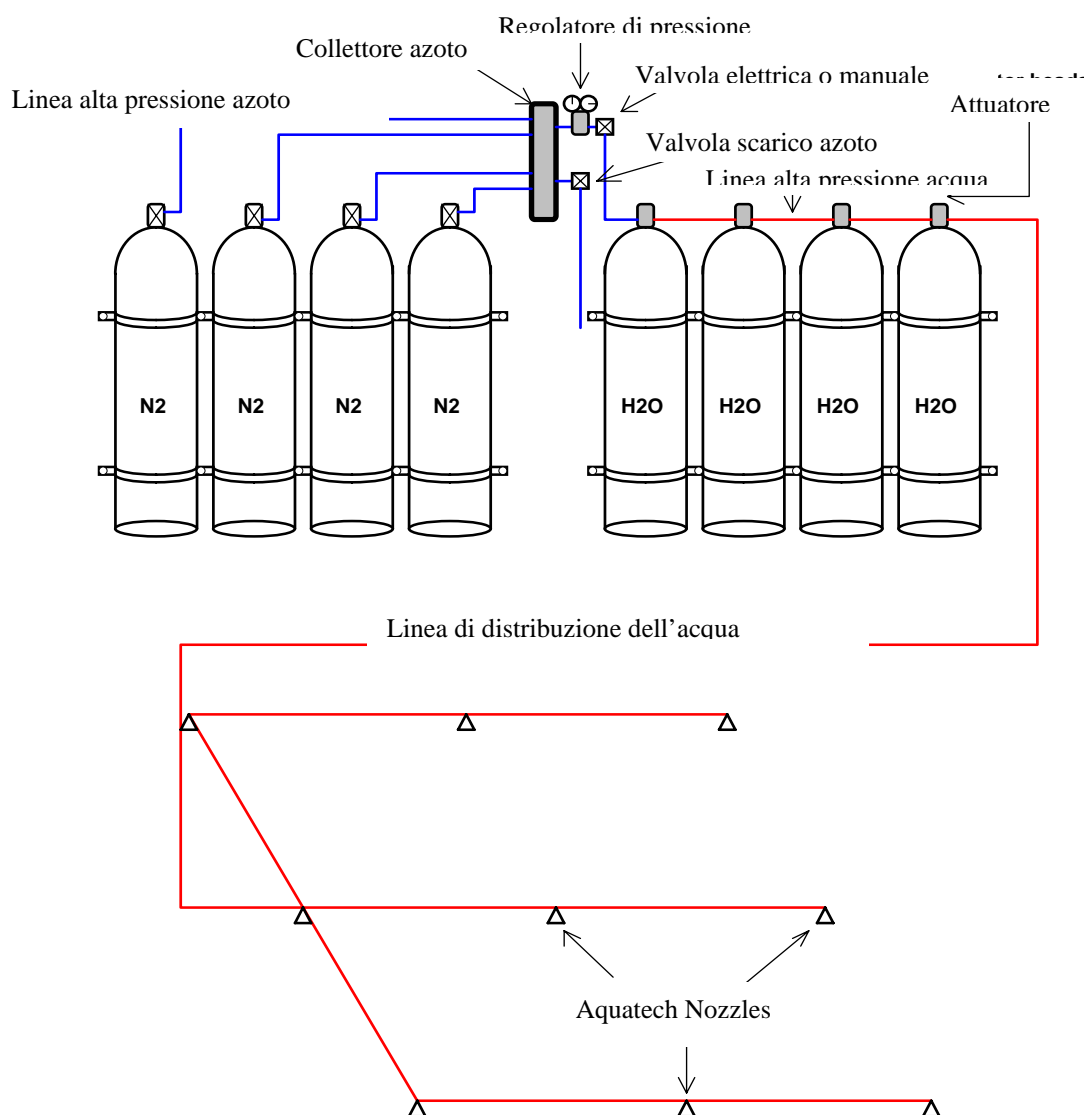 Regolatore di pressione
Collettore azoto
Valvola elettrica o manuale
Linea alta pressione azoto
Attuatore
Valvola scarico azoto
Linea alta pressione acqua
N2 N2 N2 N2 H2O H2O H2O H2O
Linea di distribuzione dell’acqua
Aquatech Nozzles